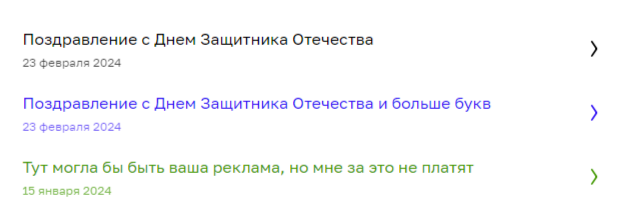 Поздравление с Днем Защитника Отечества
23 февраля 2024
Поздравление с Днем Защитника Отечества и больше букв
23 февраля 2024
Тут могла бы быть ваша реклама, но мне за это не платят
15 января 2024